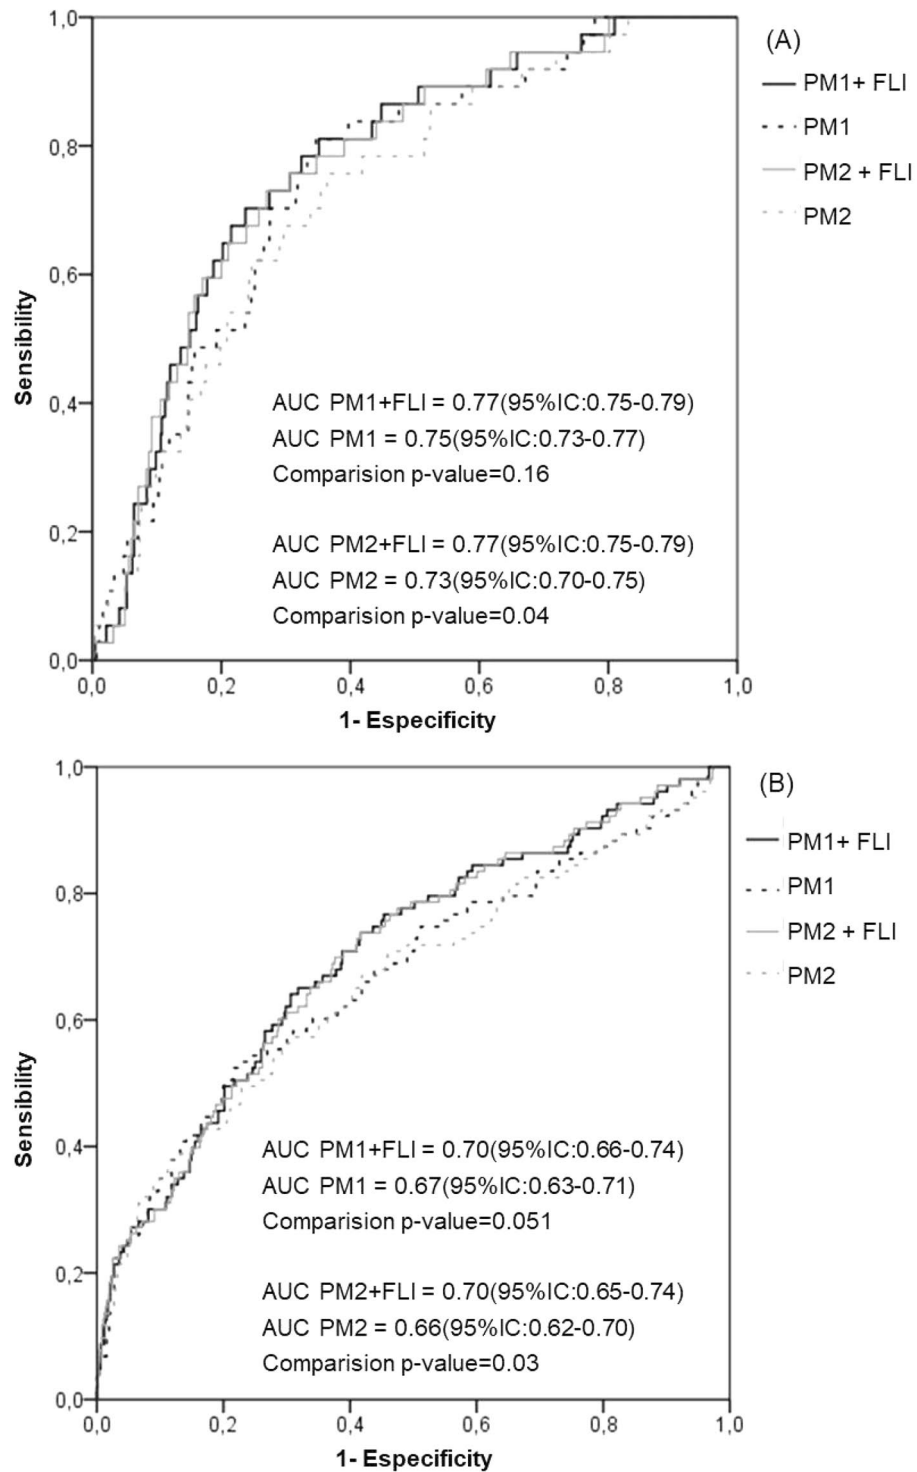 (A)
PM1+ FLI
PM1
PM2 + FLI
PM2
Sensibility
1,0
0,8
0,6
0,4
0,2
0,0
AUC PM1+FLI = 0.77(95%IC:0.75-0.79)
AUC PM1 = 0.75(95%IC:0.73-0.77)
Comparision p-value=0.16
AUC PM2+FLI = 0.77(95%IC:0.75-0.79)
AUC PM2 = 0.73(95%IC:0.70-0.75)
Comparision p-value=0.04
0,0 0,2 0,4 0,6 0,8 1,0
1- Especificity
(B)
PM1+ FLI
PM1
PM2 + FLI
PM2
Sensibility
1,0
0,8
0,6
0,4
0,2
0,0
AUC PM1+FLI = 0.70(95%IC:0.66-0.74)
AUC PM1 = 0.67(95%IC:0.63-0.71)
Comparision p-value=0.051
AUC PM2+FLI = 0.70(95%IC:0.65-0.74)
AUC PM2 = 0.66(95%IC:0.62-0.70)
Comparision p-value=0.03
0,0 0,2 0,4 0,6 0,8 1,0
1- Especificity